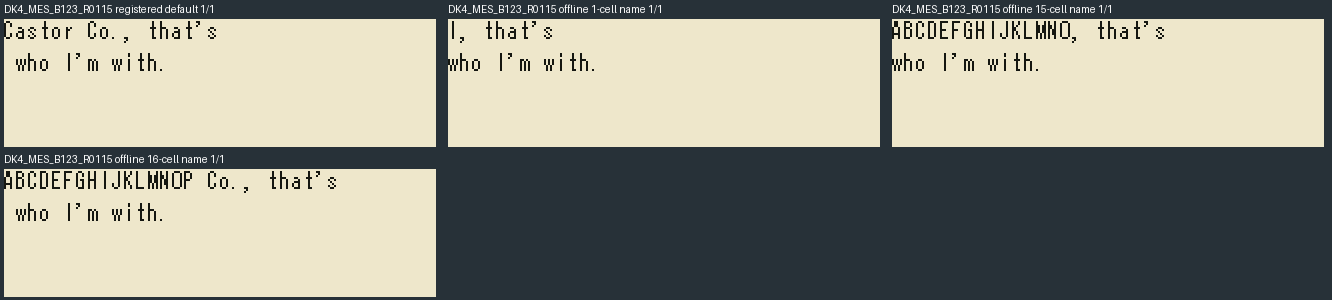 DK4_MES_B123_R0115 registered default 1/1
Castor Co., that's
who I'm with.
DK4_MES_B123_R0115 offline 1-cell name 1/1
I, that's
who I'm with.
DK4_MES_B123_R0115 offline 15-cell name 1/1
ABCDEFGHIJKLMNO, that's
who I'm with.
DK4_MES_B123_R0115 offline 16-cell name 1/1
ABCDEFGHIJKLMNOP Co., that's
who I'm with.